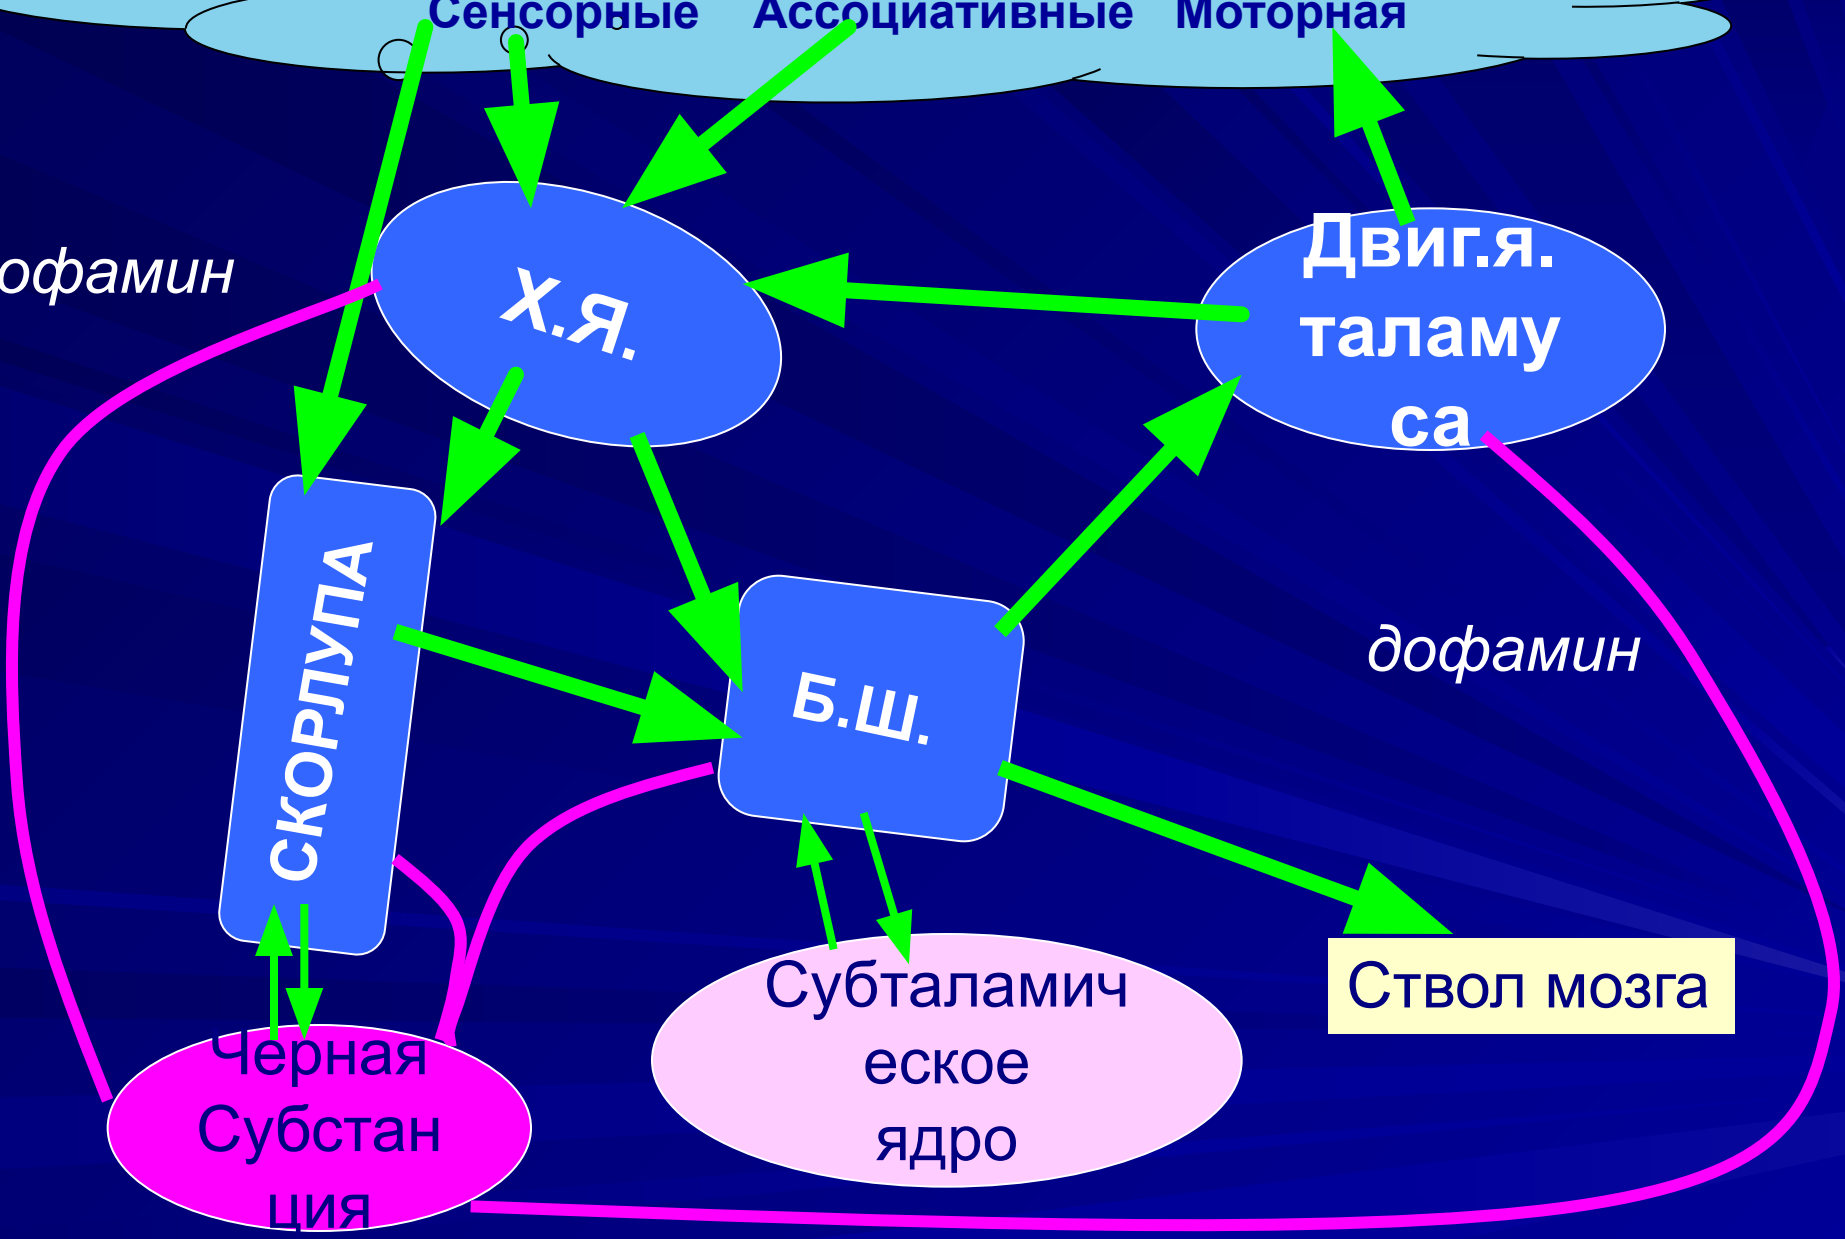 Сенсорные Ассоциативные Моторная
офамин
Х.Я.
Двиг.я.
таламу
са
СКОРЛУПА
Б.Ш.
дофамин
Субталамич
еское
ядро
Ствол мозга
Черная
Субстан
ция